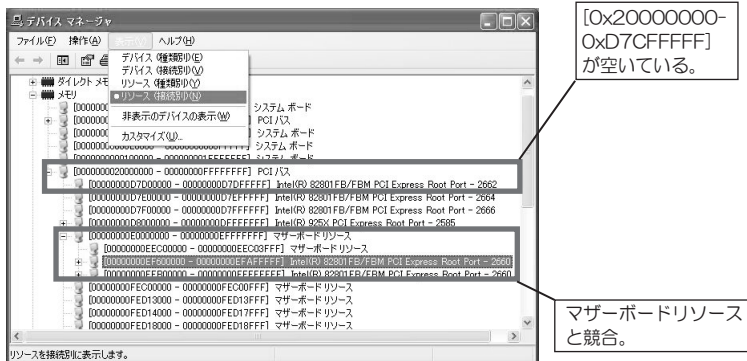 デバイス マネージャ
ファイル(F) 操作(A) 表示(V) ヘルプ(H)
デバイス (種類別)(E)
デバイス (接続別)(V)
リソース (種類別)(Y)
●リソース (接続別)(N)
非表示のデバイスの表示(W)
カスタマイズ(U)...
ダイレクト メモ
メモリ
システム ボード
PCI バス
システム ボード
システム ボード
[0000000020000000 - 00000000FFFFFFFF] PCI バス
[00000000D7D00000 - 00000000D7DFFFFF] Intel(R) 82801FB/FBM PCI Express Root Port - 2662
[00000000D7E00000 - 00000000D7EFFFFF] Intel(R) 82801FB/FBM PCI Express Root Port - 2664
[00000000D7F00000 - 00000000D7FFFFFF] Intel(R) 82801FB/FBM PCI Express Root Port - 2666
Intel(R) 925X PCI Express Root Port - 2585
[00000000E0000000 - 00000000EFFFFFFF] マザーボード リソース
[00000000EEC00000 - 00000000EEC03FFF] マザーボード リソース
[00000000EF600000 - 00000000EFAFFFFF] Intel(R) 82801FB/FBM PCI Express Root Port - 2660
Intel(R) 82801FB/FBM PCI Express Root Port - 2660
[00000000FEC00000 - 00000000FEC00FFF] マザーボード リソース
[00000000FED13000 - 00000000FED13FFF] マザーボード リソース
[00000000FED14000 - 00000000FED17FFF] マザーボード リソース
[00000000FED18000 - 00000000FED18FFF] マザーボード リソース
リソースを接続別に表示します。
[0x20000000-
0xD7CFFFFF]
が空いている。
マザーボードリソース
と競合。